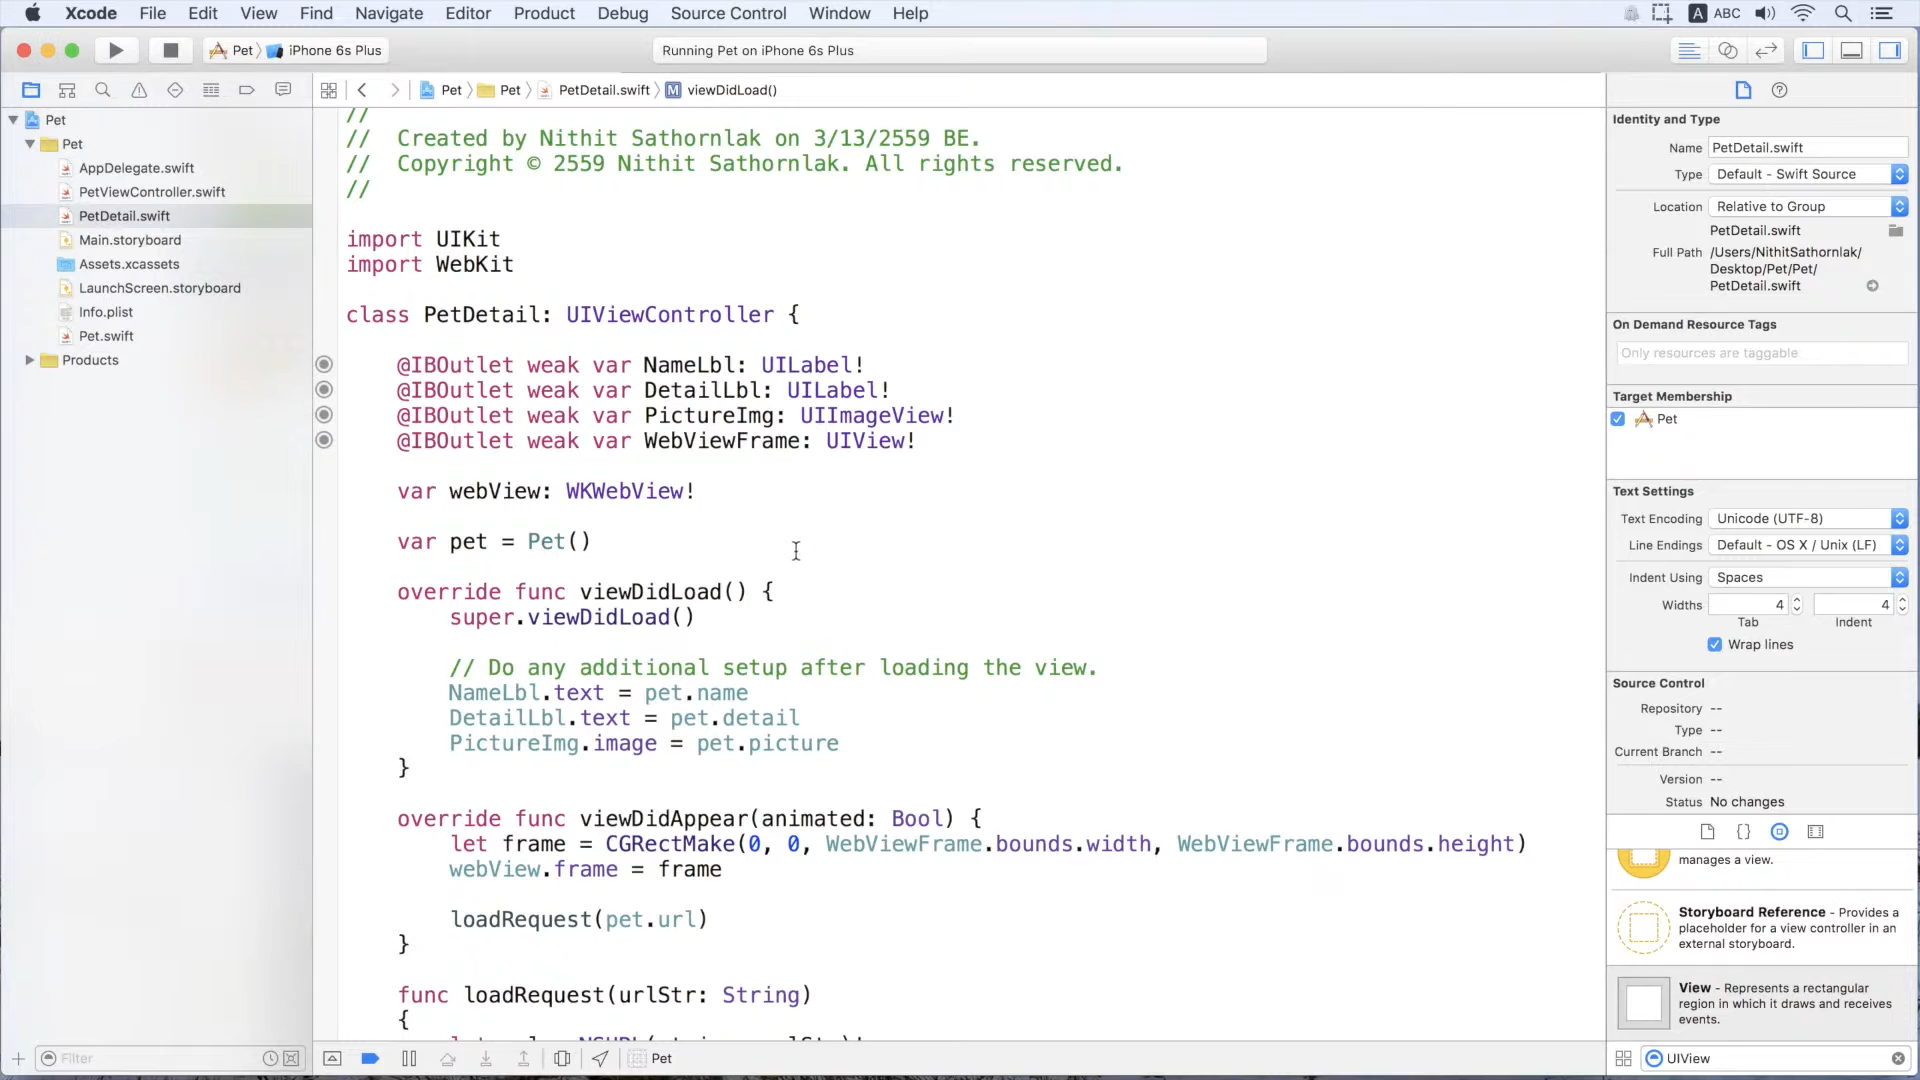 Xcode File Edit View Find Navigate Editor Product Debug Source Control Window Help
A ABC
Pet iPhone 6s Plus
Running Pet on iPhone 6s Plus
Pet Pet PetDetail.swift M viewDidLoad()
Pet
Pet
AppDelegate.swift
PetViewController.swift
PetDetail.swift
Main.storyboard
Assets.xcassets
LaunchScreen.storyboard
Info.plist
Pet.swift
Products
Filter
//
//  Created by Nithit Sathornlak on 3/13/2559 BE.
//  Copyright © 2559 Nithit Sathornlak. All rights reserved.
//
import UIKit
import WebKit
class PetDetail: UIViewController {
@IBOutlet weak var NameLbl: UILabel!
@IBOutlet weak var DetailLbl: UILabel!
@IBOutlet weak var PictureImg: UIImageView!
@IBOutlet weak var WebViewFrame: UIView!
var webView: WKWebView!
var pet = Pet()
override func viewDidLoad() {
super.viewDidLoad()
// Do any additional setup after loading the view.
NameLbl.text = pet.name
DetailLbl.text = pet.detail
PictureImg.image = pet.picture
}
override func viewDidAppear(animated: Bool) {
let frame = CGRectMake(0, 0, WebViewFrame.bounds.width, WebViewFrame.bounds.height)
webView.frame = frame
loadRequest(pet.url)
}
func loadRequest(urlStr: String)
{
Pet
Identity and Type
Name PetDetail.swift
Type Default - Swift Source
Location Relative to Group
PetDetail.swift
Full Path /Users/NithitSathornlak/
Desktop/Pet/Pet/
PetDetail.swift
On Demand Resource Tags
Only resources are taggable
Target Membership
Pet
Text Settings
Text Encoding Unicode (UTF-8)
Line Endings Default - OS X / Unix (LF)
Indent Using Spaces
Widths 4 4
Tab Indent
Wrap lines
Source Control
Repository --
Type --
Current Branch --
Version --
Status No changes
{}
manages a view.
Storyboard Reference - Provides a
placeholder for a view controller in an
external storyboard.
View - Represents a rectangular
region in which it draws and receives
events.
UIView